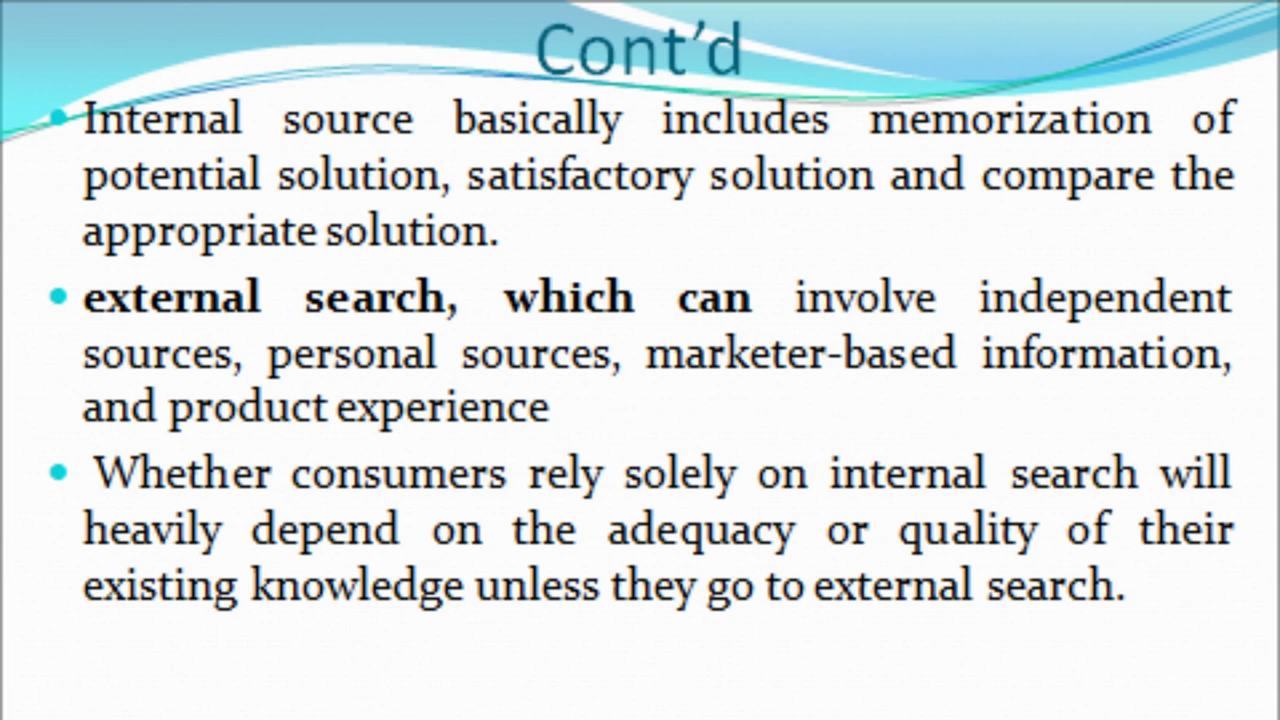 Cont’d
Internal source basically includes memorization of
potential solution, satisfactory solution and compare the
appropriate solution.
external search, which can involve independent
sources, personal sources, marketer-based information,
and product experience
Whether consumers rely solely on internal search will
heavily depend on the adequacy or quality of their
existing knowledge unless they go to external search.